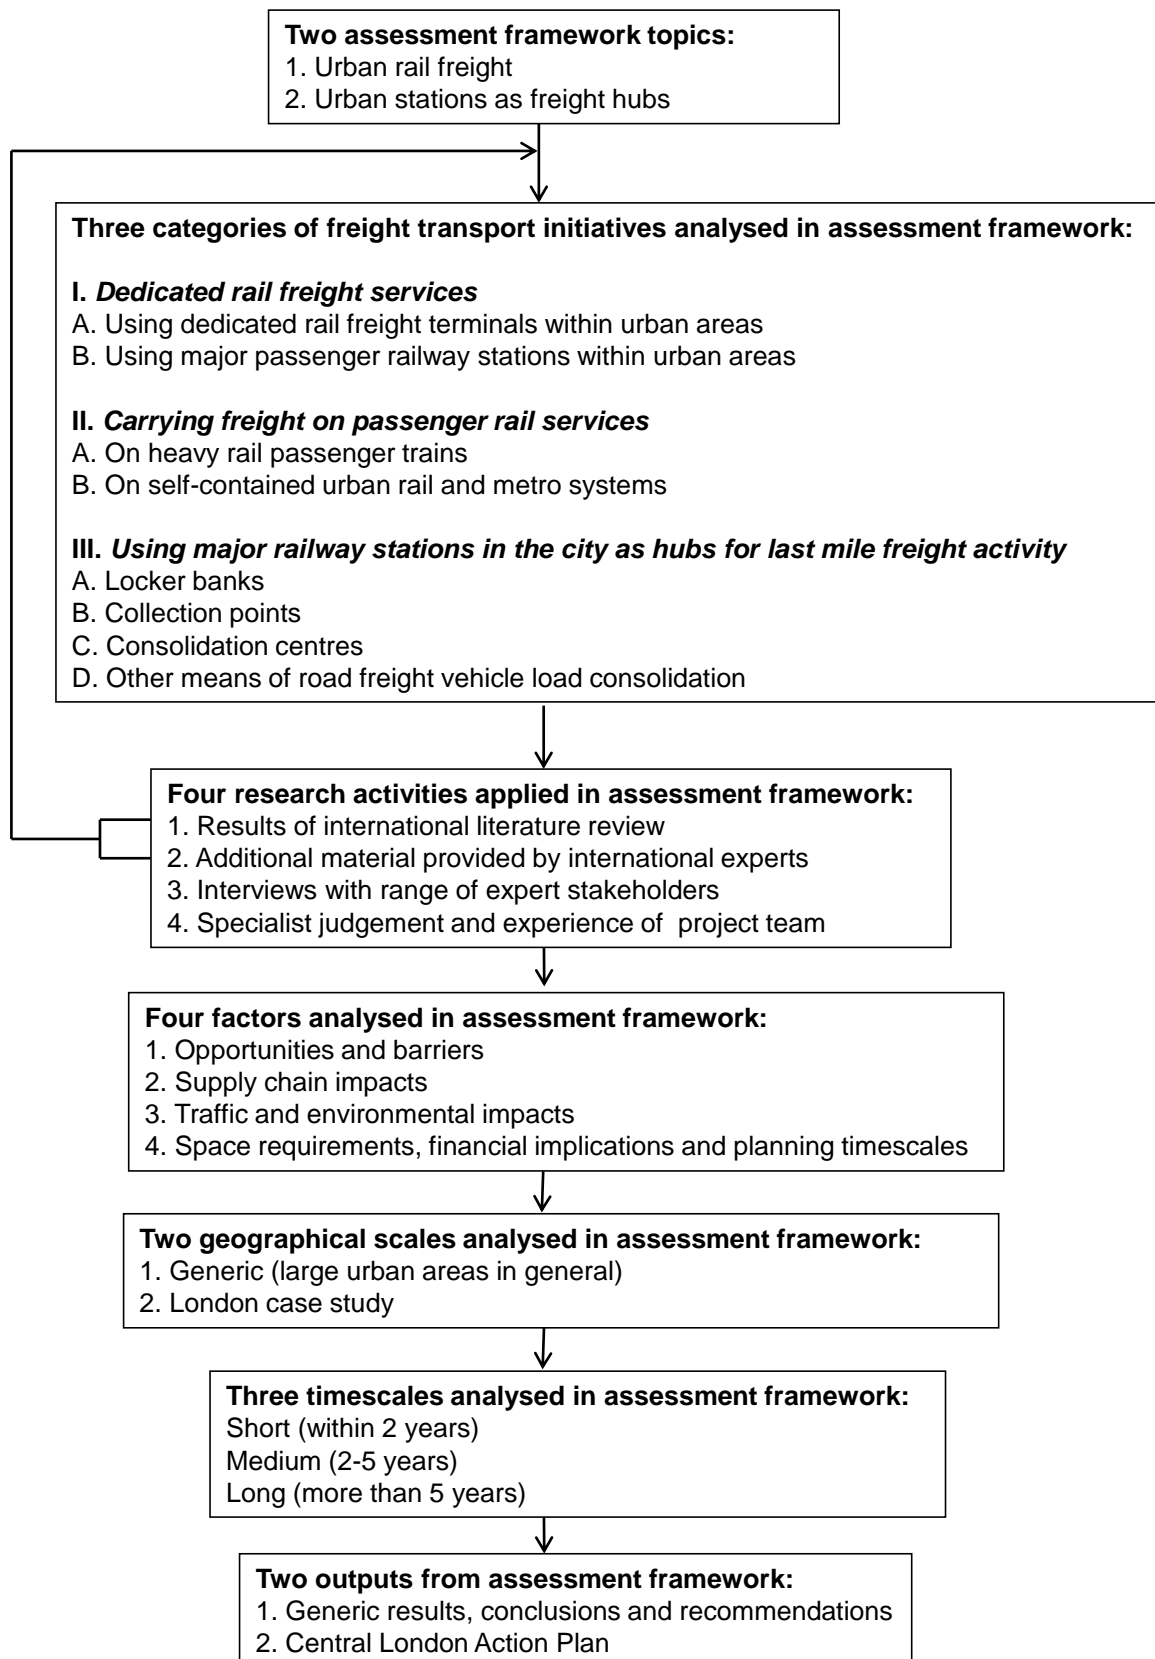 Two assessment framework topics:
1. Urban rail freight
2. Urban stations as freight hubs
Three categories of freight transport initiatives analysed in assessment framework:
I. Dedicated rail freight services
A. Using dedicated rail freight terminals within urban areas
B. Using major passenger railway stations within urban areas
II. Carrying freight on passenger rail services
A. On heavy rail passenger trains
B. On self-contained urban rail and metro systems
III. Using major railway stations in the city as hubs for last mile freight activity
A. Locker banks
B. Collection points
C. Consolidation centres
D. Other means of road freight vehicle load consolidation
Four research activities applied in assessment framework:
1. Results of international literature review
2. Additional material provided by international experts
3. Interviews with range of expert stakeholders
4. Specialist judgement and experience of project team
Four factors analysed in assessment framework:
1. Opportunities and barriers
2. Supply chain impacts
3. Traffic and environmental impacts
4. Space requirements, financial implications and planning timescales
Two geographical scales analysed in assessment framework:
1. Generic (large urban areas in general)
2. London case study
Three timescales analysed in assessment framework:
Short (within 2 years)
Medium (2-5 years)
Long (more than 5 years)
Two outputs from assessment framework:
1. Generic results, conclusions and recommendations
2. Central London Action Plan